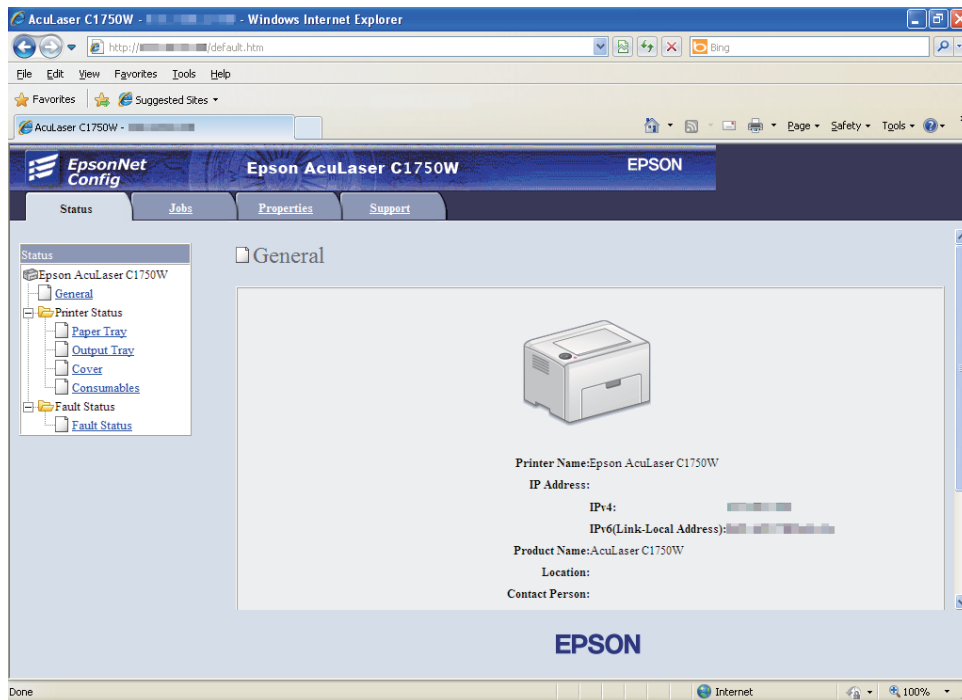 AcuLaser C1750W - - Windows Internet Explorer
http:// /default.htm
Bing
File Edit View Favorites Tools Help
Favorites Suggested Sites
AcuLaser C1750W -
Page Safety Tools
EpsonNet
Config
Epson AcuLaser C1750W
EPSON
Status Jobs Properties Support
Status
Epson AcuLaser C1750W
General
Printer Status
Paper Tray
Output Tray
Cover
Consumables
Fault Status
Fault Status
General
Printer Name:Epson AcuLaser C1750W
IP Address:
IPv4:
IPv6(Link-Local Address):
Product Name:AcuLaser C1750W
Location:
Contact Person:
EPSON
Done Internet 100%